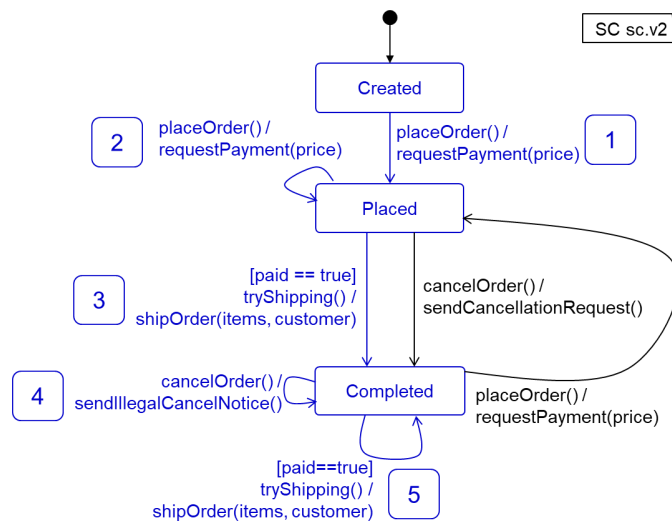 SC sc.v2
Created
2
placeOrder() /
requestPayment(price)
placeOrder() /
requestPayment(price)
1
Placed
3
[paid == true]
tryShipping() /
shipOrder(items, customer)
cancelOrder() /
sendCancellationRequest()
4
cancelOrder() /
sendIllegalCancelNotice()
Completed
placeOrder() /
requestPayment(price)
[paid==true]
tryShipping() /
shipOrder(items, customer)
5